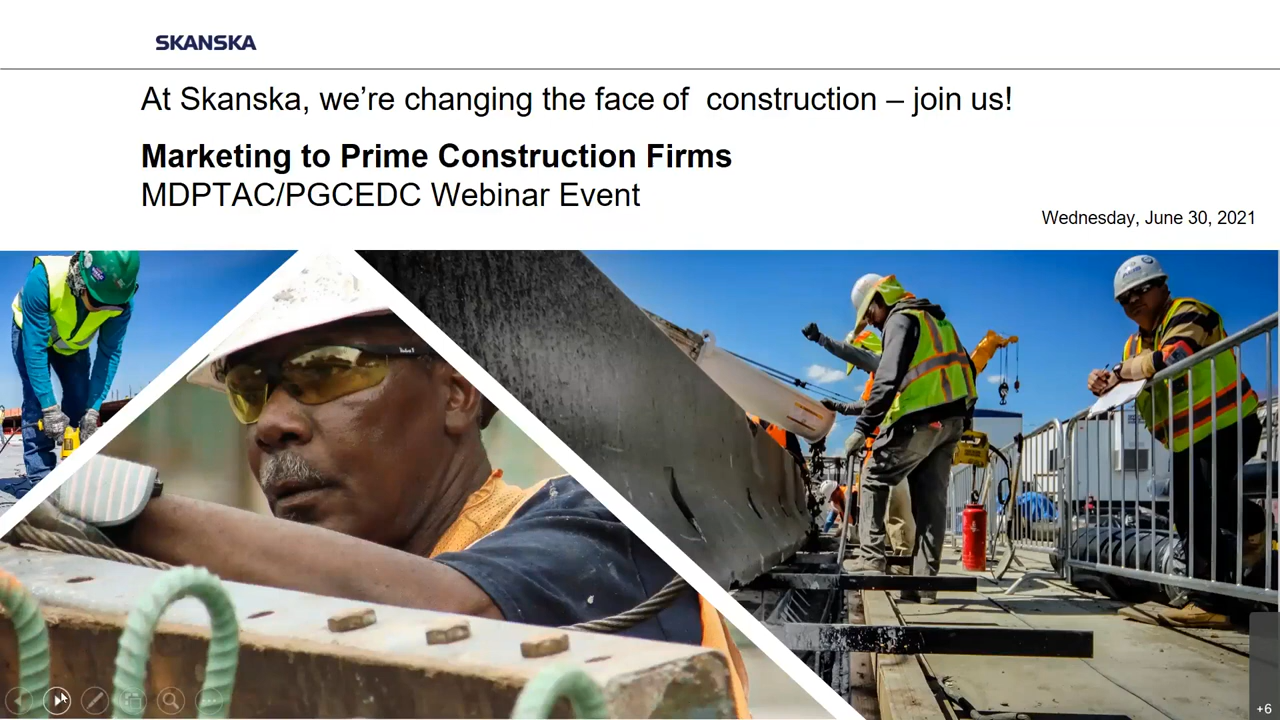 SKANSKA
At Skanska, we're changing the face of  construction – join us!
Marketing to Prime Construction Firms
MDPTAC/PGCEDC Webinar Event
Wednesday, June 30, 2021
+6